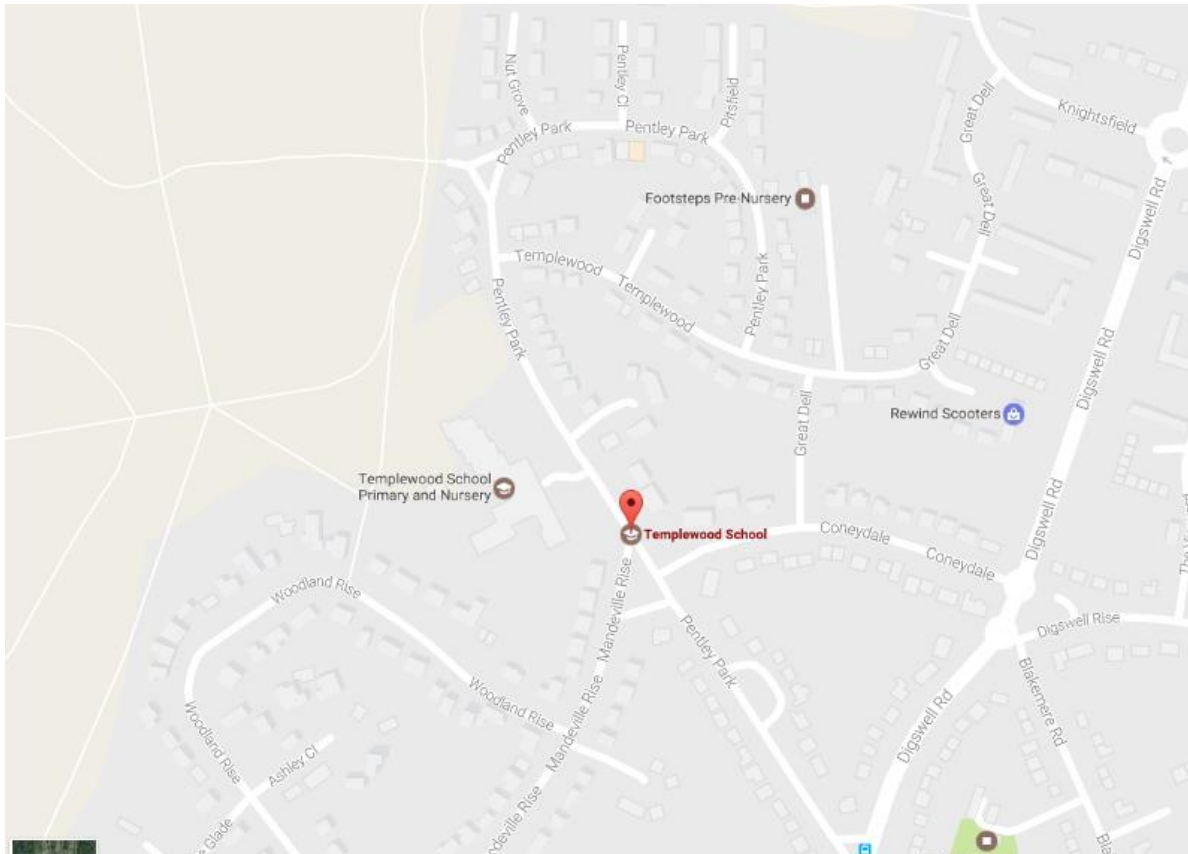 Nut Grove
Pentley Cl
Pitsfield
Great Dell
Knightsfield
Pentley Park
Pentley Park
Footsteps Pre-Nursery
Great Dell
Digswell Rd
Templewood
Templewood
Pentley Park
Pentley Park
Great Dell
Digswell Rd
Great Dell
Rewind Scooters
Templewood School
Primary and Nursery
Templewood School
Coneydale
Coneydale
Digswell Rd
Woodland Rise
Mandeville Rise
Pentley Park
Digswell Rise
Blakemere Rd
Woodland Rise
Woodland Rise
Mandeville Rise
Digswell Rd
Ashley Cl
Glade